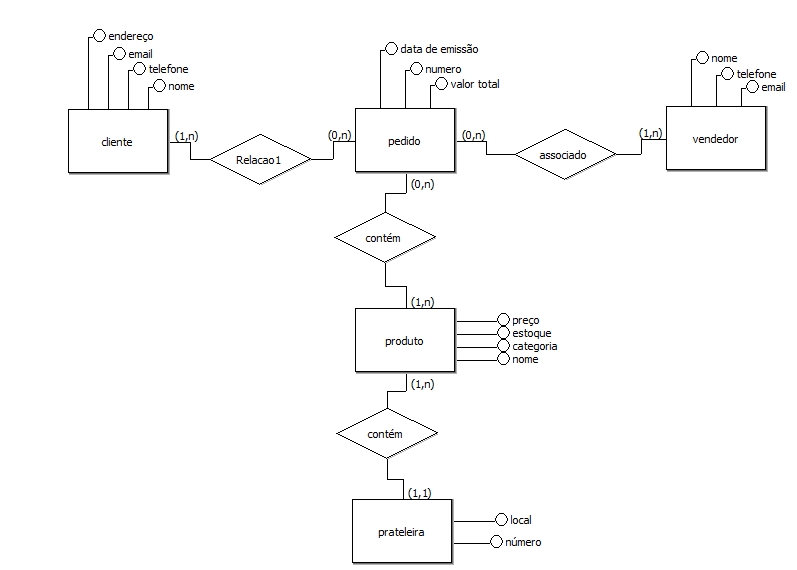 endereço
email
telefone
nome
data de emissão
numero
valor total
nome
telefone
email
cliente
(1,n)
Relacao1
(0,n)
pedido
(0,n)
associado
(1,n)
vendedor
(0,n)
contém
(1,n)
produto
preço
estoque
categoria
nome
(1,n)
contém
(1,1)
prateleira
local
número